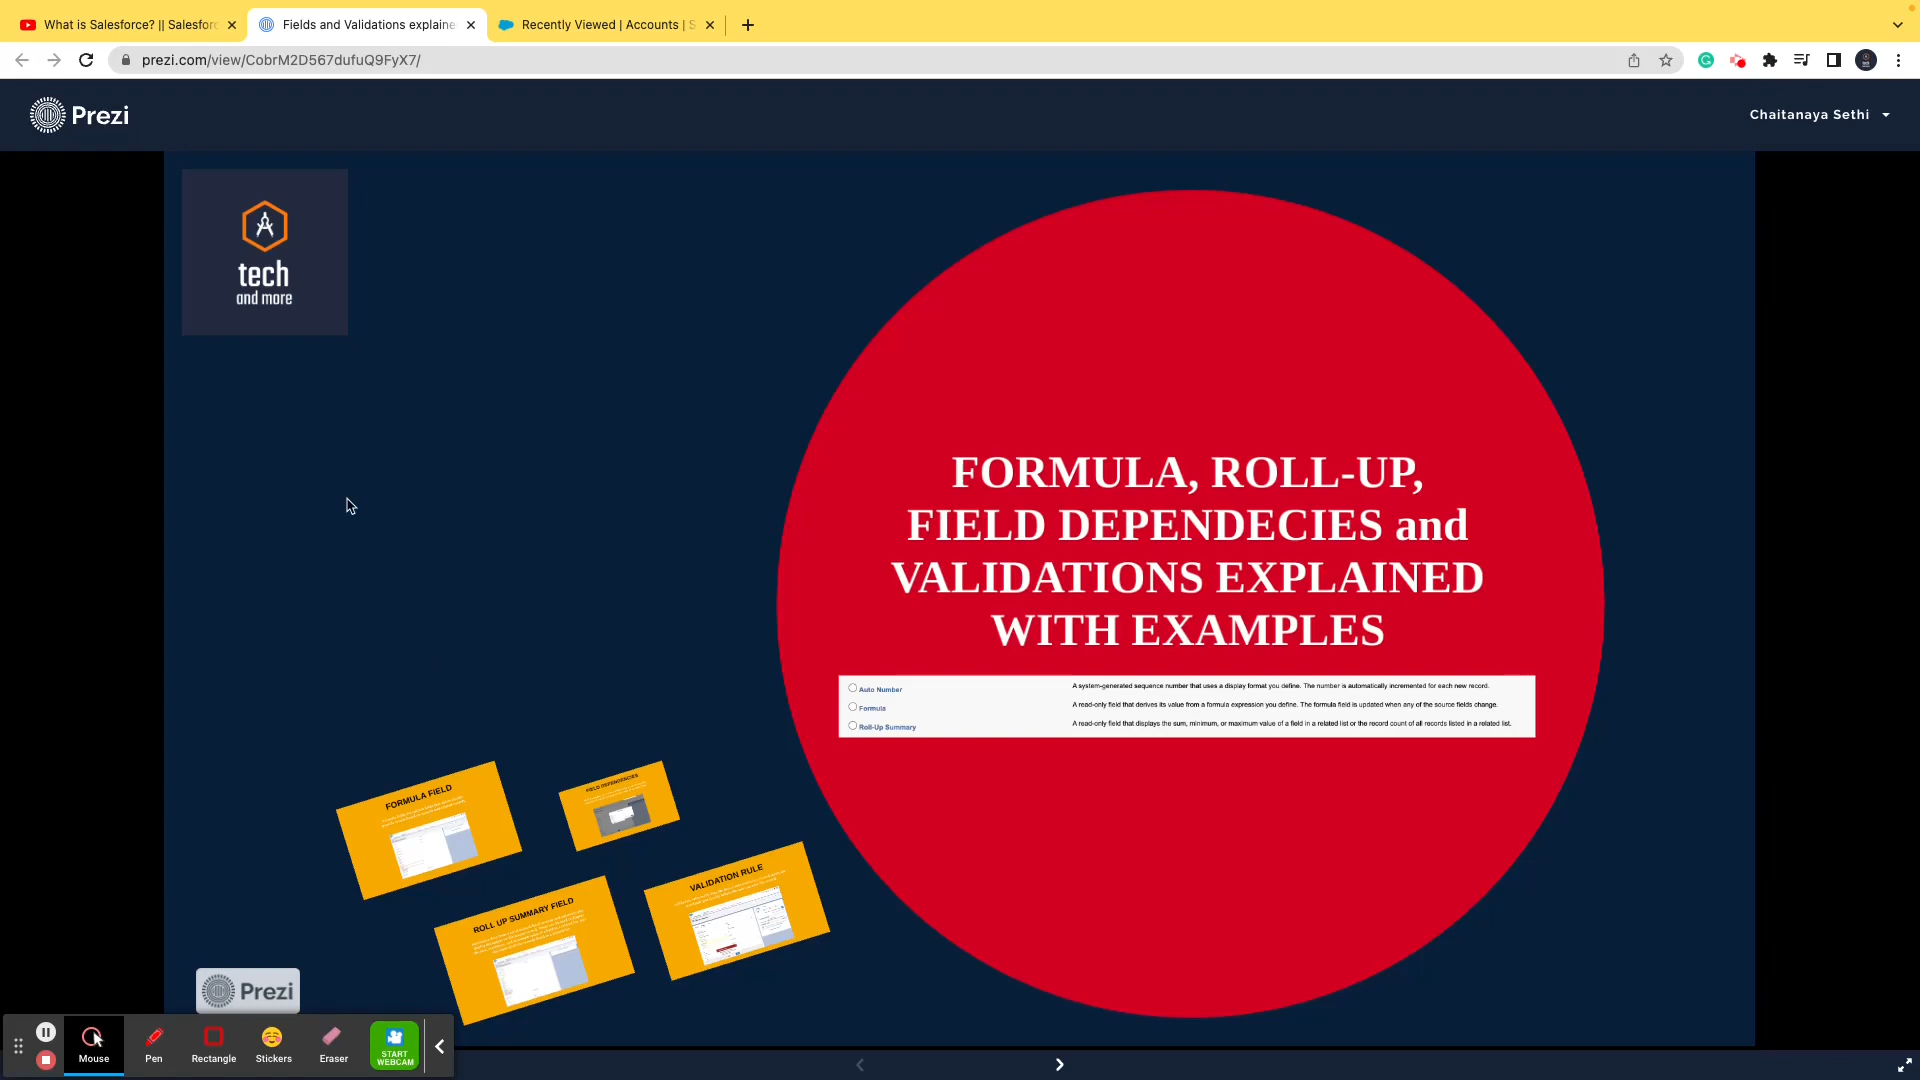 What is Salesforce? || Salesforc
Fields and Validations explaine
Recently Viewed | Accounts | S
prezi.com/view/CobrM2D567dufuQ9FyX7/
Prezi
Chaitanaya Sethi
tech
and more
FORMULA, ROLL-UP,
FIELD DEPENDECIES and
VALIDATIONS EXPLAINED
WITH EXAMPLES
Auto Number
A system-generated sequence number that uses a display format you define. The number is automatically incremented for each new record.
Formula
A read-only field that derives its value from a formula expression you define. The formula field is updated when any of the source fields change.
Roll-Up Summary
A read-only field that displays the sum, minimum, or maximum value of a field in a related list or the record count of all records listed in a related list.
FORMULA FIELD
FIELD DEPENDENCIES
ROLL UP SUMMARY FIELD
VALIDATION RULE
Prezi
Mouse
Pen
Rectangle
Stickers
Eraser
START
WEBCAM